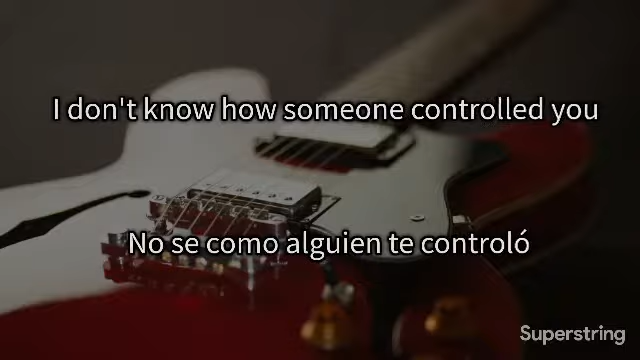 I don't know how someone controlled you
No se como alguien te controló
Superstring